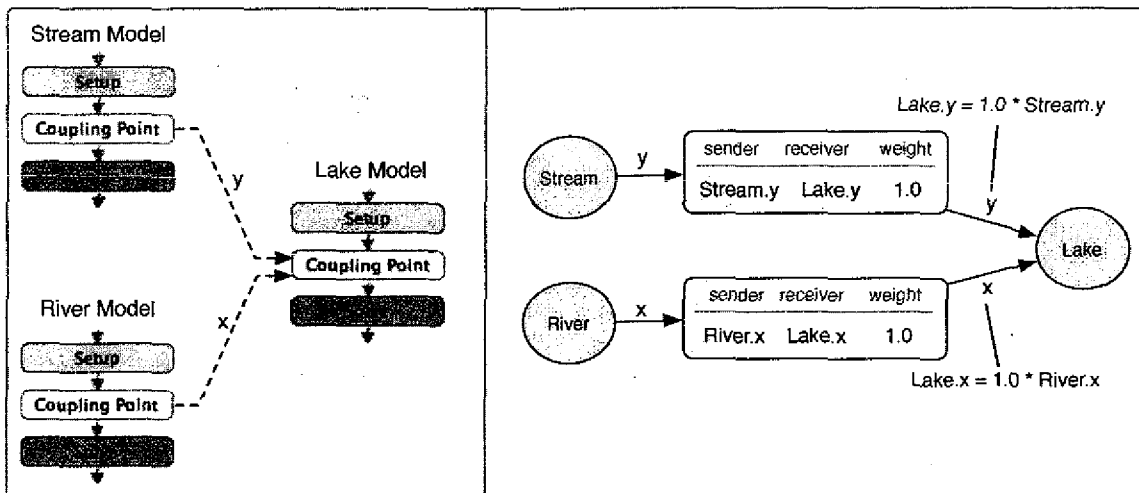 Stream Model
Setup
Coupling Point
y
Lake Model
Setup
Coupling Point
River Model
x
Setup
Coupling Point
Lake.y = 1.0 * Stream.y
Stream
y
sender receiver weight
Stream.y Lake.y 1.0
y
Lake
River
x
sender receiver weight
River.x Lake.x 1.0
x
Lake.x = 1.0 * River.x